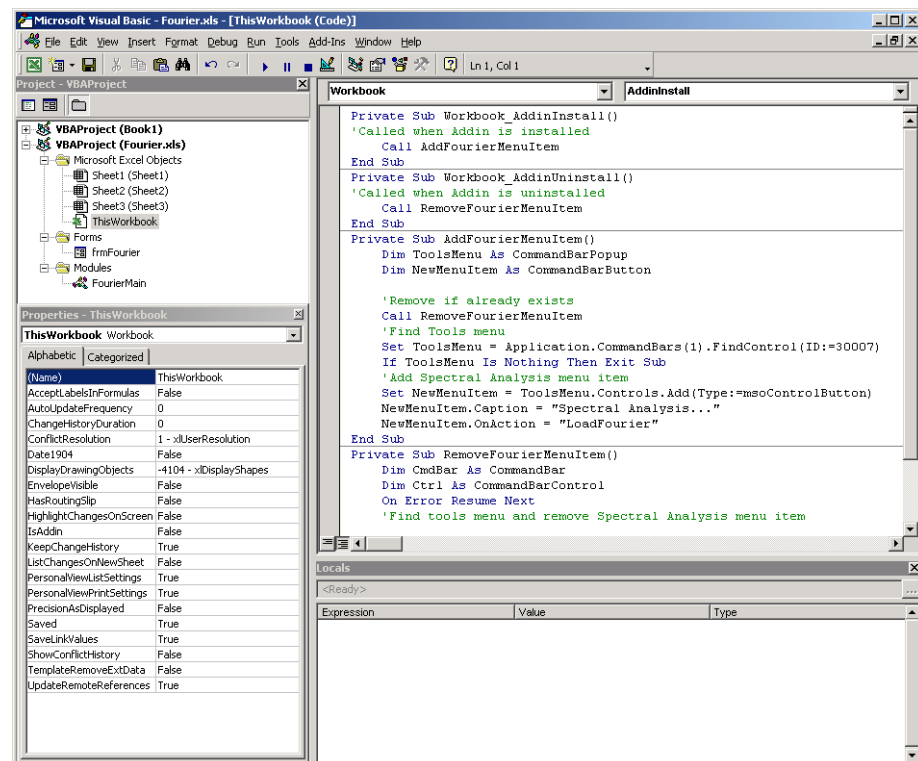 Microsoft Visual Basic - Fourier.xls - [ThisWorkbook (Code)]
File Edit View Insert Format Debug Run Tools Add-Ins Window Help
Ln 1, Col 1
Project - VBAProject
VBAProject (Book1)
VBAProject (Fourier.xls)
Microsoft Excel Objects
Sheet1 (Sheet1)
Sheet2 (Sheet2)
Sheet3 (Sheet3)
ThisWorkbook
Forms
frmFourier
Modules
FourierMain
Properties - ThisWorkbook
ThisWorkbook Workbook
Alphabetic Categorized
(Name) ThisWorkbook
AcceptLabelsInFormulas False
AutoUpdateFrequency 0
ChangeHistoryDuration 0
ConflictResolution 1 - xlUserResolution
Date1904 False
DisplayDrawingObjects -4104 - xlDisplayShapes
EnvelopeVisible False
HasRoutingSlip False
HighlightChangesOnScreen False
IsAddin False
KeepChangeHistory True
ListChangesOnNewSheet False
PersonalViewListSettings True
PersonalViewPrintSettings True
PrecisionAsDisplayed False
Saved True
SaveLinkValues True
ShowConflictHistory False
TemplateRemoveExtData False
UpdateRemoteReferences True
Workbook AddinInstall
Private Sub Workbook_AddinInstall()
'Called when Addin is installed
Call AddFourierMenuItem
End Sub
Private Sub Workbook_AddinUninstall()
'Called when Addin is uninstalled
Call RemoveFourierMenuItem
End Sub
Private Sub AddFourierMenuItem()
Dim ToolsMenu As CommandBarPopup
Dim NewMenuItem As CommandBarButton
'Remove if already exists
Call RemoveFourierMenuItem
'Find Tools menu
Set ToolsMenu = Application.CommandBars(1).FindControl(ID:=30007)
If ToolsMenu Is Nothing Then Exit Sub
'Add Spectral Analysis menu item
Set NewMenuItem = ToolsMenu.Controls.Add(Type:=msoControlButton)
NewMenuItem.Caption = "Spectral Analysis..."
NewMenuItem.OnAction = "LoadFourier"
End Sub
Private Sub RemoveFourierMenuItem()
Dim CmdBar As CommandBar
Dim Ctrl As CommandBarControl
On Error Resume Next
'Find tools menu and remove Spectral Analysis menu item
Locals
<Ready>
...
Expression Value Type